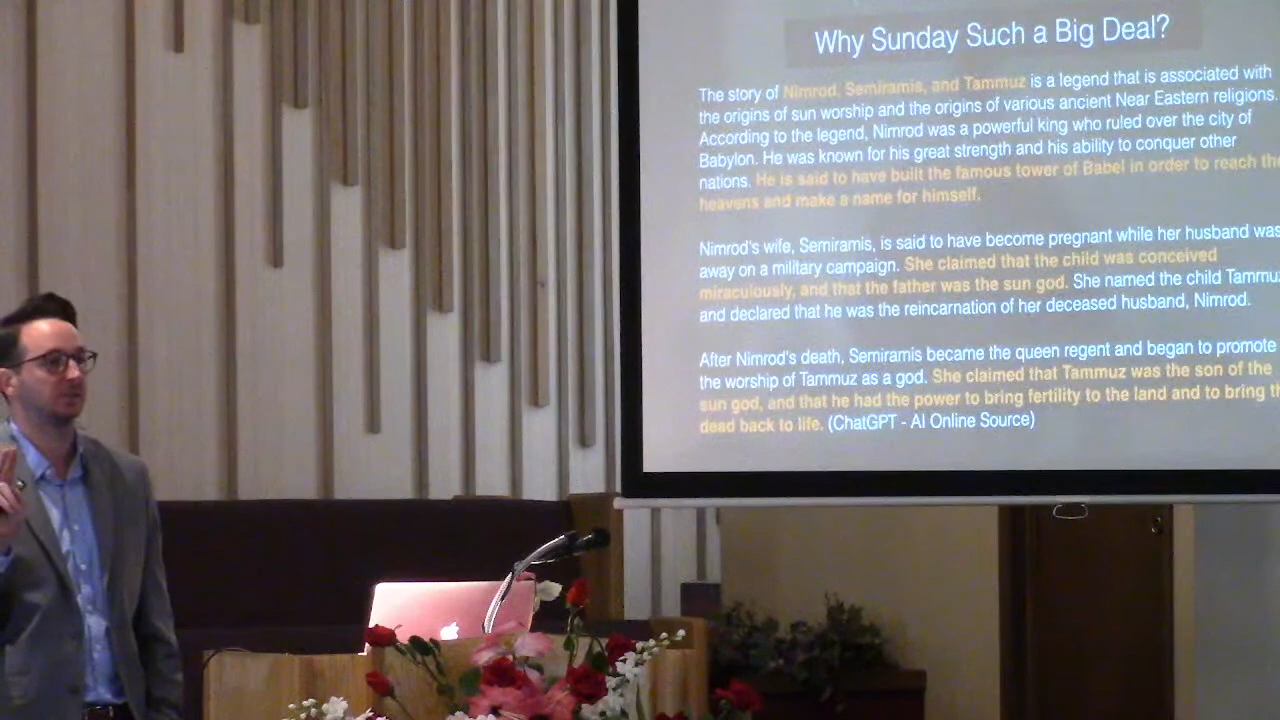 Why Sunday Such a Big Deal?
The story of Nimrod, Semiramis, and Tammuz is a legend that is associated with
the origins of sun worship and the origins of various ancient Near Eastern religions.
According to the legend, Nimrod was a powerful king who ruled over the city of
Babylon. He was known for his great strength and his ability to conquer other
nations. He is said to have built the famous tower of Babel in order to reach the
heavens and make a name for himself.
Nimrod's wife, Semiramis, is said to have become pregnant while her husband was
away on a military campaign. She claimed that the child was conceived
miraculously, and that the father was the sun god. She named the child Tammuz
and declared that he was the reincarnation of her deceased husband, Nimrod.
After Nimrod's death, Semiramis became the queen regent and began to promote
the worship of Tammuz as a god. She claimed that Tammuz was the son of the
sun god, and that he had the power to bring fertility to the land and to bring th
dead back to life. (ChatGPT - AI Online Source)